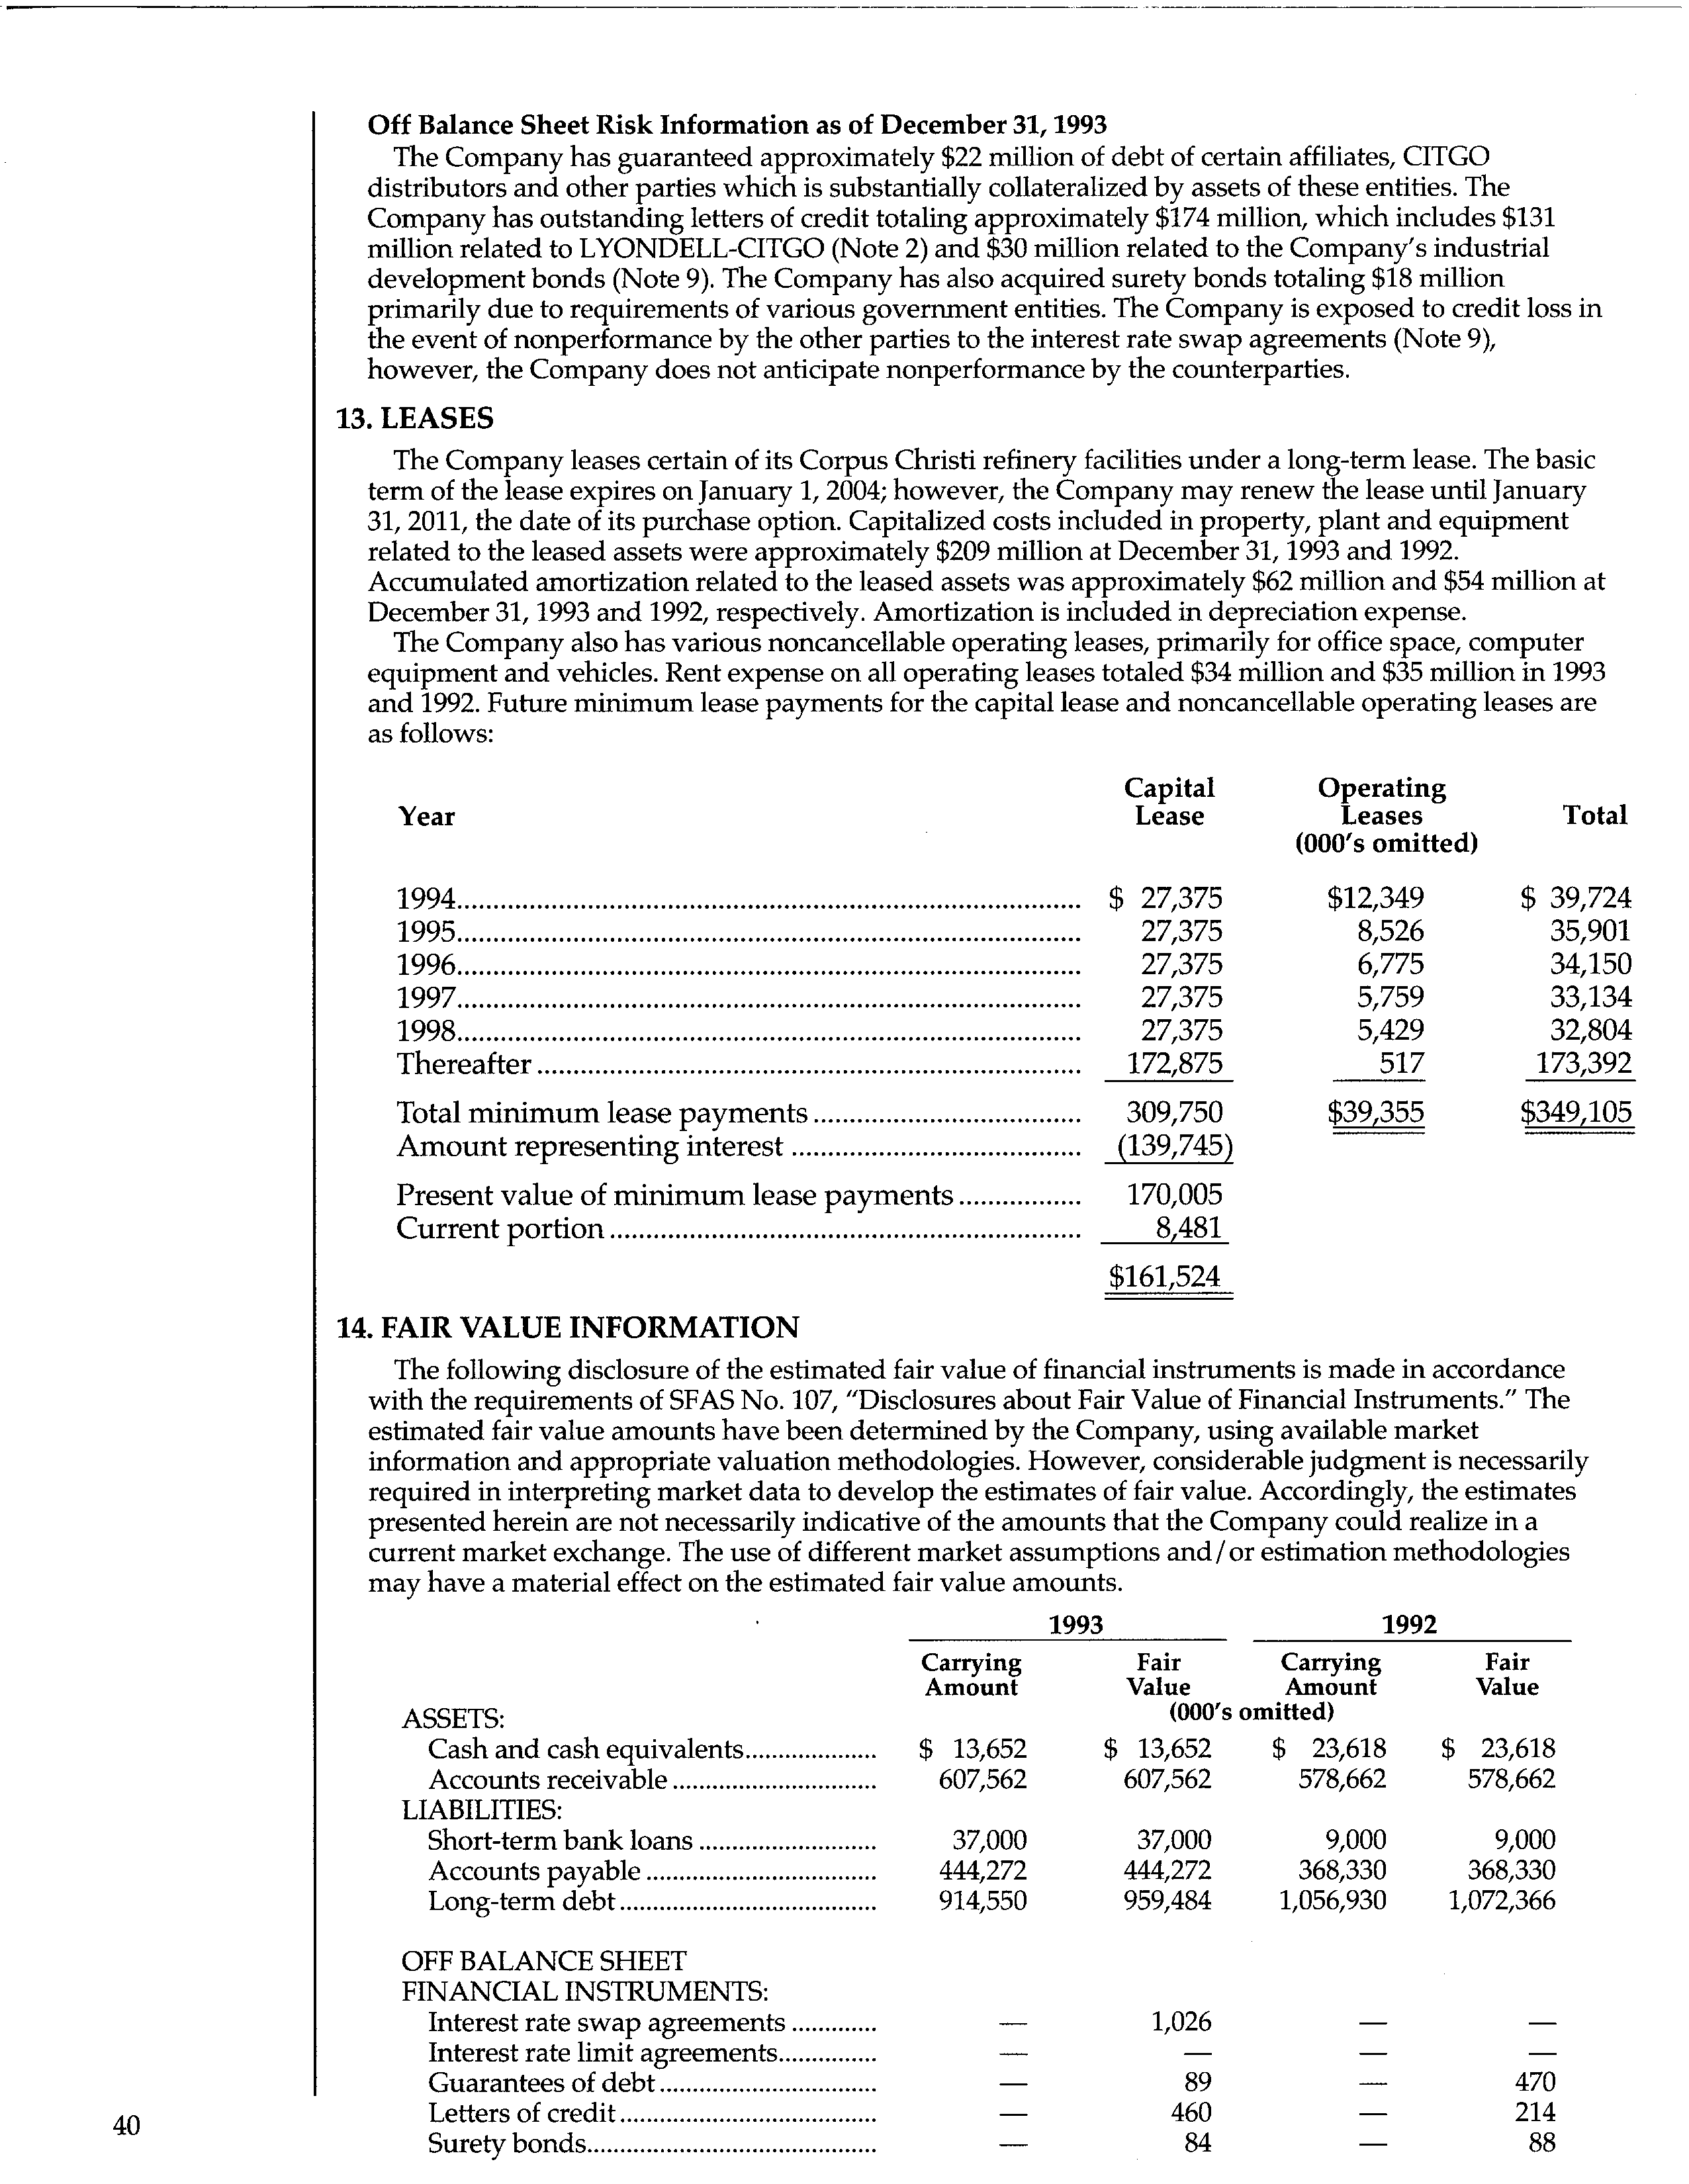 Off Balance Sheet Risk Information as of December 31, 1993
The Company has guaranteed approximately $22 million of debt of certain affiliates, CITGO
distributors and other parties which is substantially collateralized by assets of these entities. The
Company has outstanding letters of credit totaling approximately $174 million, which includes $131
million related to LYONDELL-CITGO (Note 2) and $30 million related to the Company's industrial
development bonds (Note 9). The Company has also acquired surety bonds totaling $18 million
primarily due to requirements of various government entities. The Company is exposed to credit loss in
the event of nonperformance by the other parties to the interest rate swap agreements (Note 9),
however, the Company does not anticipate nonperformance by the counterparties.
13. LEASES
The Company leases certain of its Corpus Christi refinery facilities under a long-term lease. The basic
term of the lease expires on January 1, 2004; however, the Company may renew the lease until January
31, 2011, the date of its purchase option. Capitalized costs included in property, plant and equipment
related to the leased assets were approximately $209 million at December 31, 1993 and 1992.
Accumulated amortization related to the leased assets was approximately $62 million and $54 million at
December 31, 1993 and 1992, respectively. Amortization is included in depreciation expense.
The Company also has various noncancellable operating leases, primarily for office space, computer
equipment and vehicles. Rent expense on all operating leases totaled $34 million and $35 million in 1993
and 1992. Future minimum lease payments for the capital lease and noncancellable operating leases are
as follows:
Capital Operating
Year Lease Leases Total
(000's omitted)
1994 $ 27,375 $12,349 $ 39,724
1995 27,375 8,526 35,901
1996 27,375 6,775 34,150
1997 27,375 5,759 33,134
1998 27,375 5,429 32,804
Thereafter 172,875 517 173,392
Total minimum lease payments 309,750 $39,355 $349,105
Amount representing interest (139,745)
Present value of minimum lease payments 170,005
Current portion 8,481
$161,524
14. FAIR VALUE INFORMATION
The following disclosure of the estimated fair value of financial instruments is made in accordance
with the requirements of SFAS No. 107, "Disclosures about Fair Value of Financial Instruments." The
estimated fair value amounts have been determined by the Company, using available market
information and appropriate valuation methodologies. However, considerable judgment is necessarily
required in interpreting market data to develop the estimates of fair value. Accordingly, the estimates
presented herein are not necessarily indicative of the amounts that the Company could realize in a
current market exchange. The use of different market assumptions and/or estimation methodologies
may have a material effect on the estimated fair value amounts.
1993 1992
Carrying Fair Carrying Fair
Amount Value Amount Value
(000's omitted)
ASSETS:
Cash and cash equivalents $ 13,652 $ 13,652 $ 23,618 $ 23,618
Accounts receivable 607,562 607,562 578,662 578,662
LIABILITIES:
Short-term bank loans 37,000 37,000 9,000 9,000
Accounts payable 444,272 444,272 368,330 368,330
Long-term debt 914,550 959,484 1,056,930 1,072,366
OFF BALANCE SHEET
FINANCIAL INSTRUMENTS:
Interest rate swap agreements — 1,026 — —
Interest rate limit agreements — — — —
Guarantees of debt — 89 — 470
Letters of credit — 460 — 214
Surety bonds — 84 — 88
40